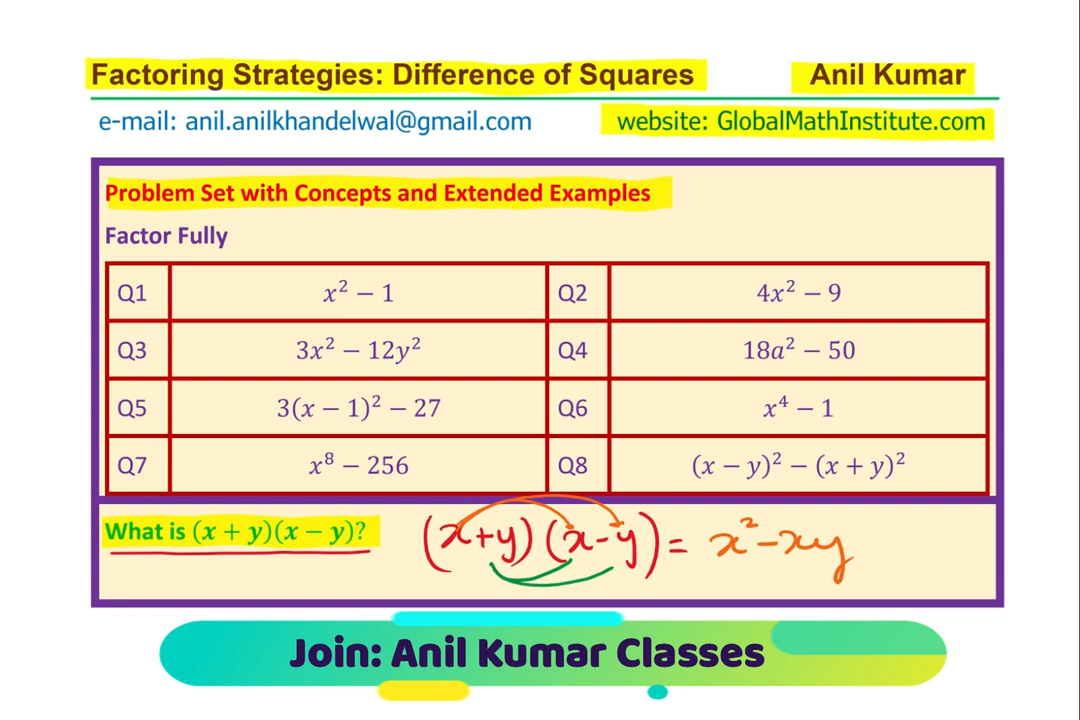 Factoring Strategies: Difference of Squares Anil Kumar
e-mail: anil.anilkhandelwal@gmail.com website: GlobalMathInstitute.com
Problem Set with Concepts and Extended Examples
Factor Fully
Q1 x² − 1 Q2 4x² − 9
Q3 3x² − 12y² Q4 18a² − 50
Q5 3(x − 1)² − 27 Q6 x⁴ − 1
Q7 x⁸ − 256 Q8 (x − y)² − (x + y)²
What is (x + y)(x − y)? (x+y)(x−y) = x²−xy
Join: Anil Kumar Classes